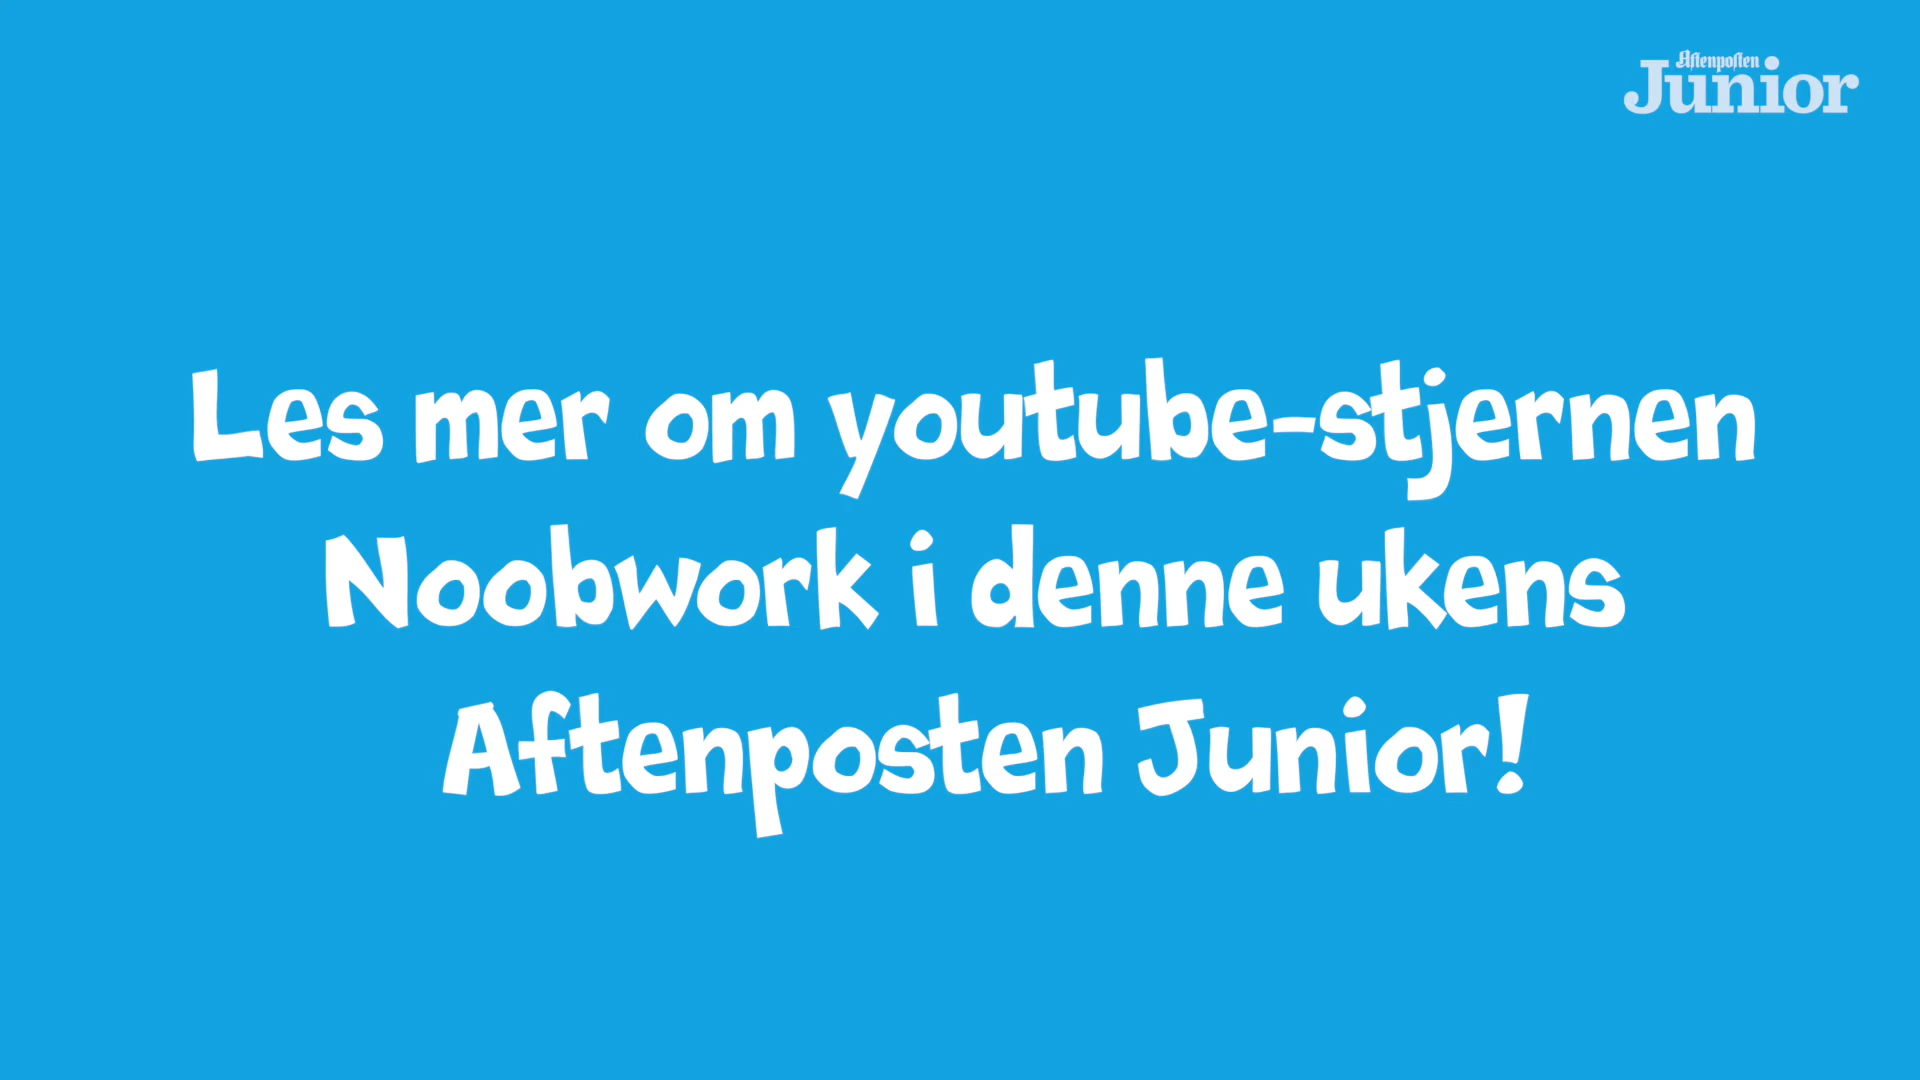 Aftenposten
Junior
Les mer om youtube-stjernen
Noobwork i denne ukens
Aftenposten Junior!